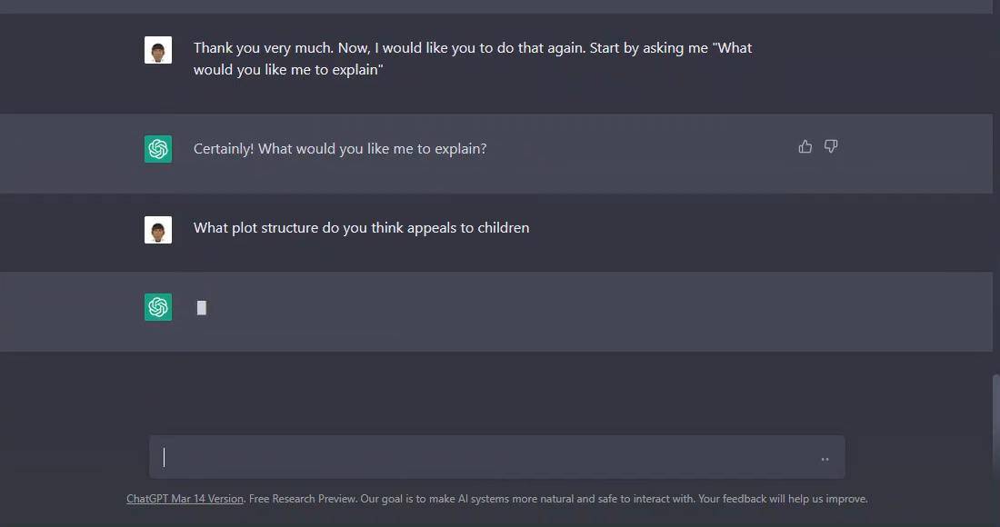 Thank you very much. Now, I would like you to do that again. Start by asking me "What
would you like me to explain"
Certainly! What would you like me to explain?
What plot structure do you think appeals to children
ChatGPT Mar 14 Version. Free Research Preview. Our goal is to make AI systems more natural and safe to interact with. Your feedback will help us improve.